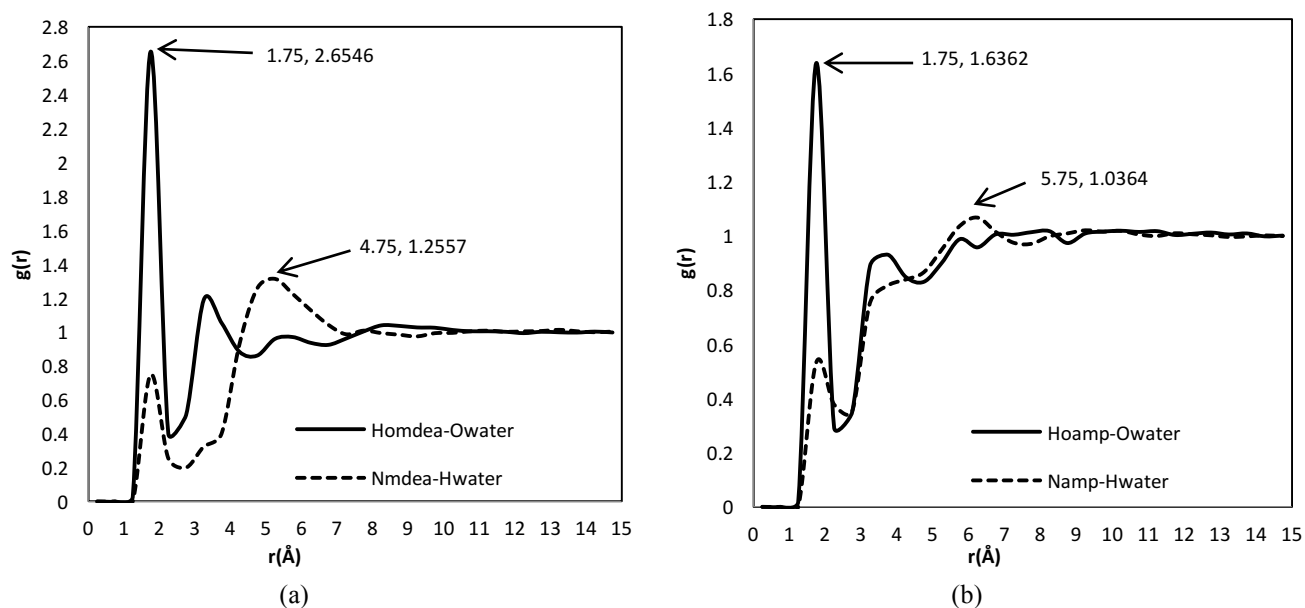 2.8
2.6
2.4
2.2
2
1.8
1.6
1.4
1.2
1
0.8
0.6
0.4
0.2
0
g(r)
1.75, 2.6546
4.75, 1.2557
Homdea-Owater
Nmdea-Hwater
0 1 2 3 4 5 6 7 8 9 10 11 12 13 14 15
r(Å)
(a)
1.8
1.6
1.4
1.2
1
0.8
0.6
0.4
0.2
0
g(r)
1.75, 1.6362
5.75, 1.0364
Hoamp-Owater
Namp-Hwater
0 1 2 3 4 5 6 7 8 9 10 11 12 13 14 15
r(Å)
(b)